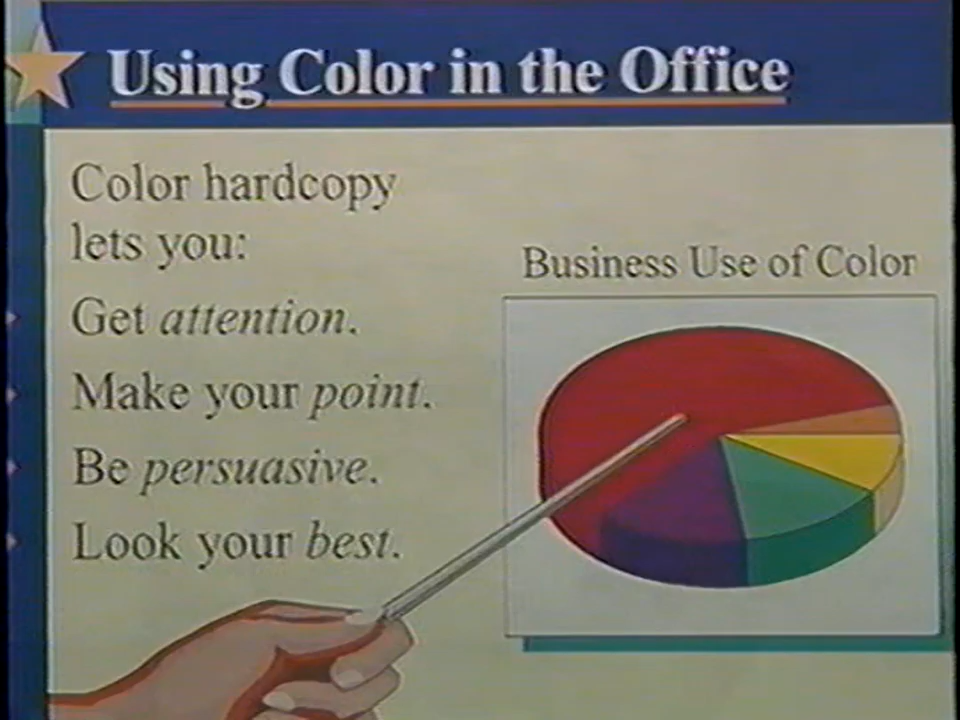 Using Color in the Office
Color hardcopy
lets you:
Get attention.
Make your point.
Be persuasive.
Look your best.
Business Use of Color